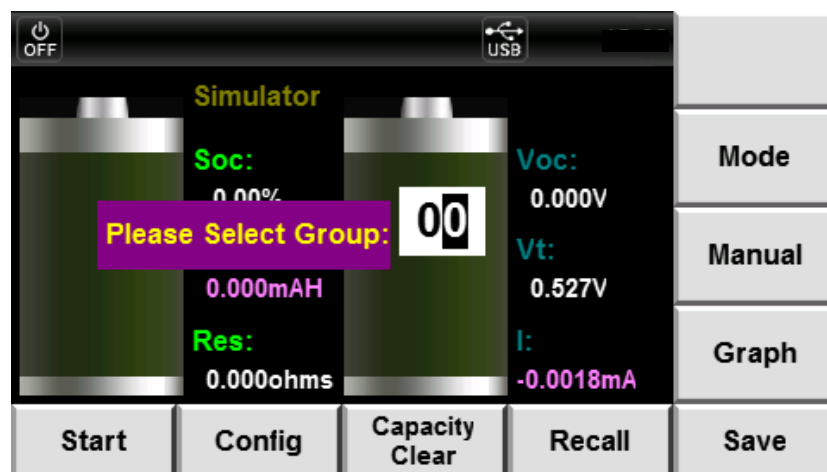 OFF
USB
Simulator
Soc:
0.00%
Voc:
0.000V
Please Select Group:
00
Vt:
0.527V
0.000mAH
Res:
0.000ohms
I:
-0.0018mA
Mode
Manual
Graph
Start
Config
Capacity
Clear
Recall
Save